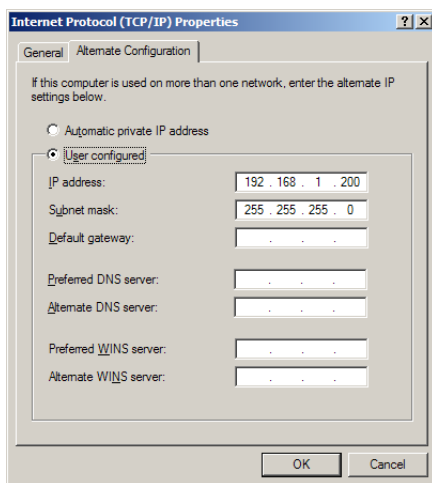 Internet Protocol (TCP/IP) Properties
General Alternate Configuration
If this computer is used on more than one network, enter the alternate IP
settings below.
Automatic private IP address
User configured
IP address: 192 . 168 . 1 . 200
Subnet mask: 255 . 255 . 255 . 0
Default gateway: . . .
Preferred DNS server: . . .
Alternate DNS server: . . .
Preferred WINS server: . . .
Alternate WINS server: . . .
OK Cancel